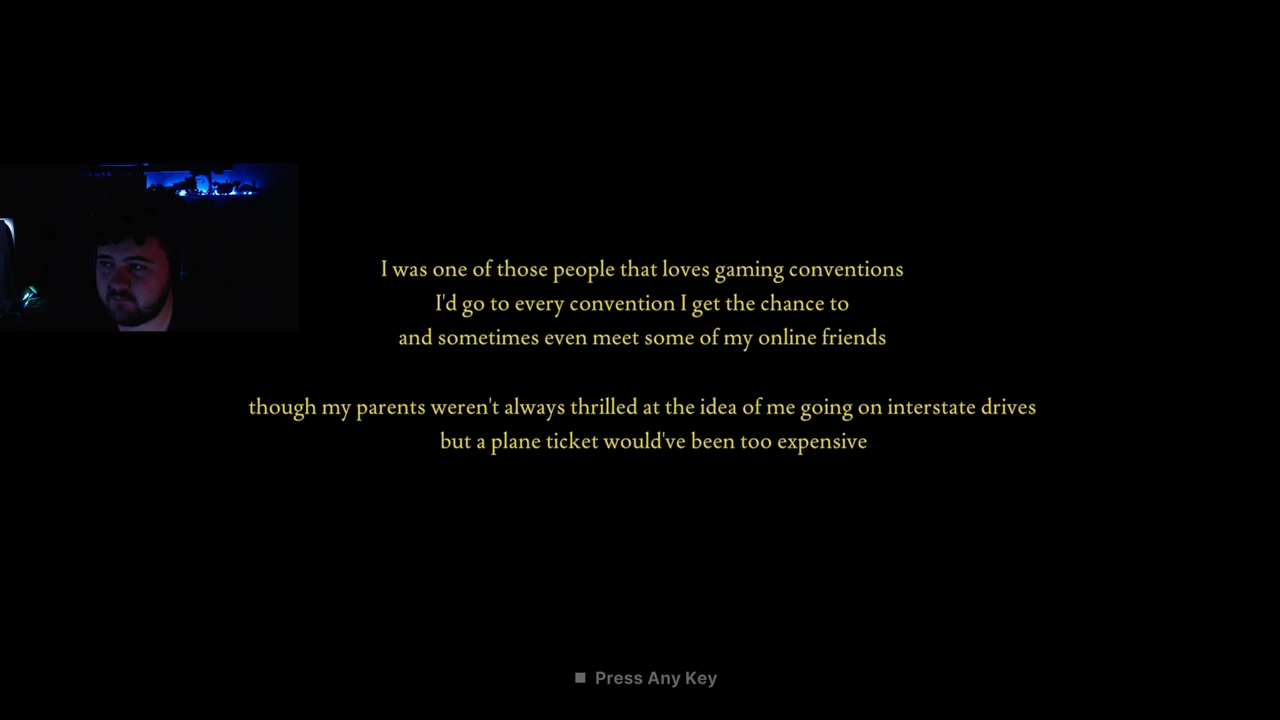 I was one of those people that loves gaming conventions
I'd go to every convention I get the chance to
and sometimes even meet some of my online friends
though my parents weren't always thrilled at the idea of me going on interstate drives
but a plane ticket would've been too expensive
Press Any Key